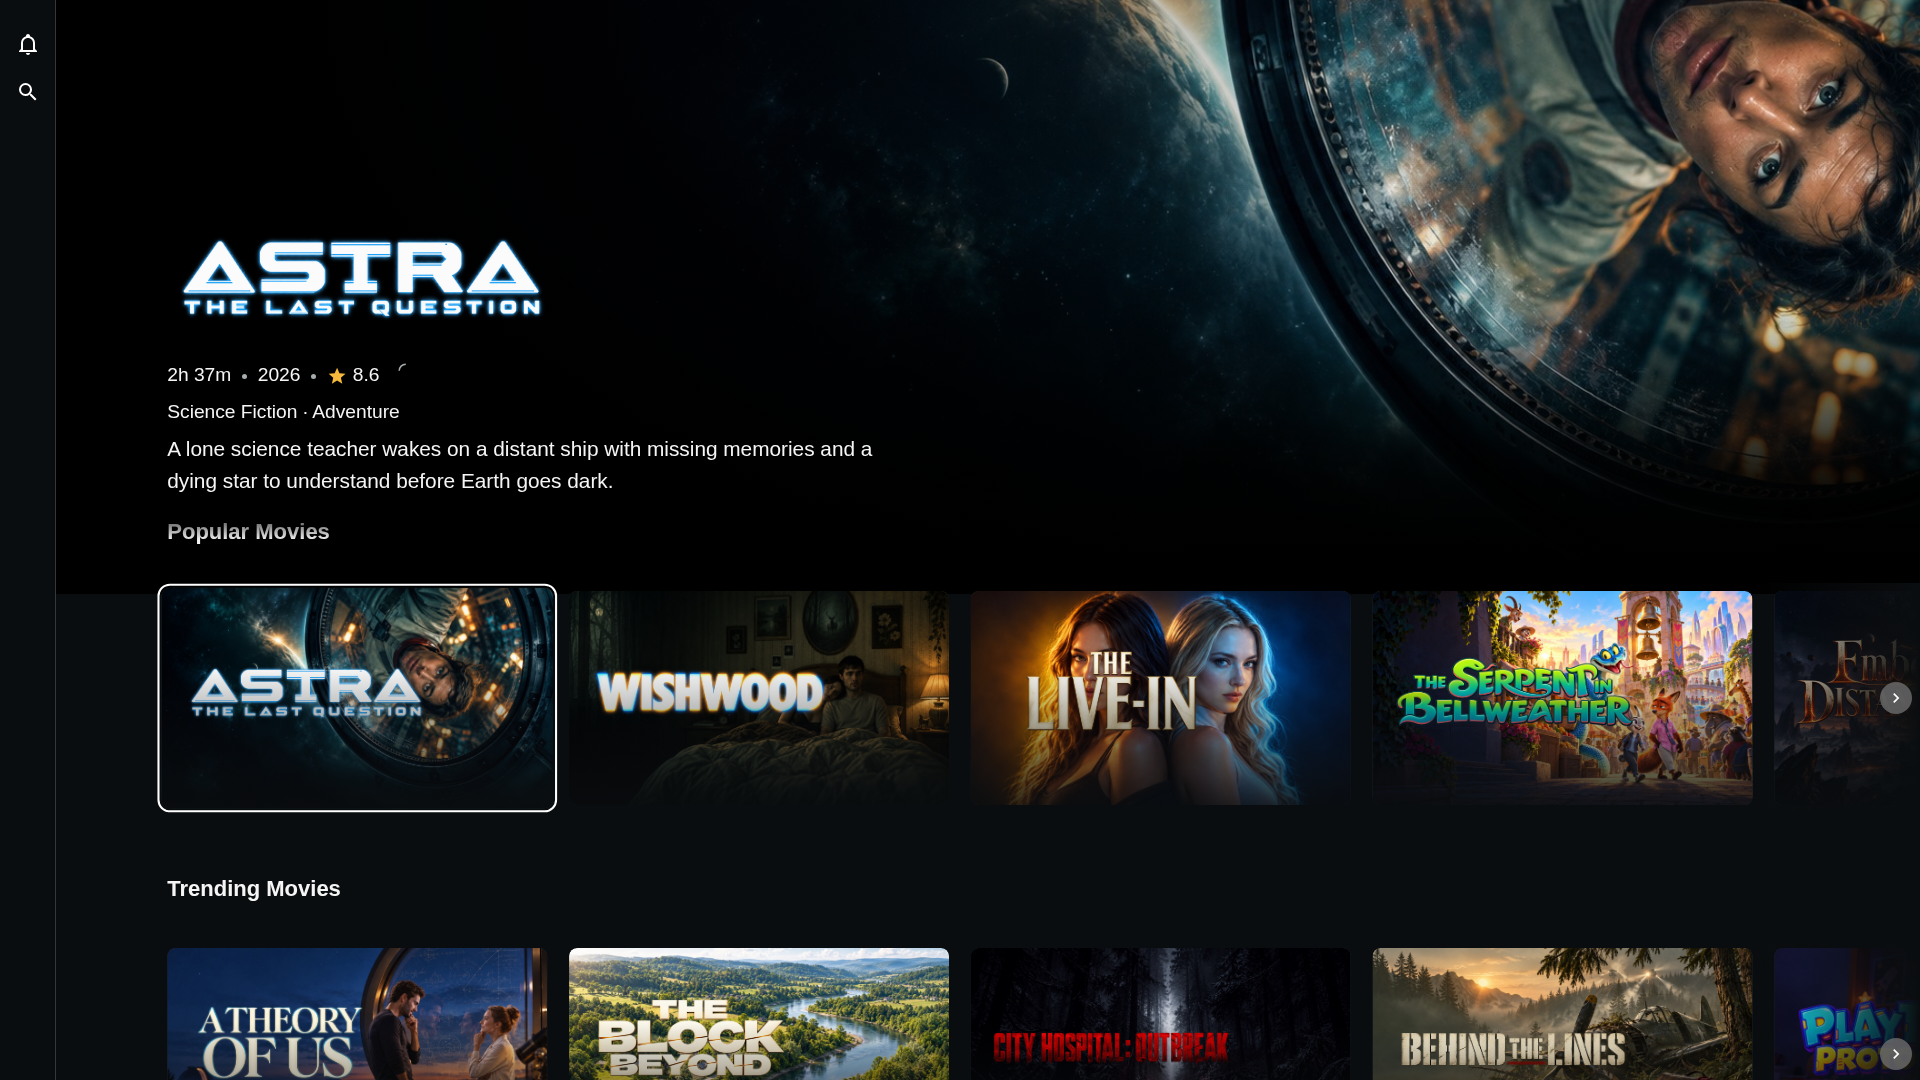 ASTRA
THE LAST QUESTION
2h 37m • 2026 • 8.6
Science Fiction · Adventure
A lone science teacher wakes on a distant ship with missing memories and a
dying star to understand before Earth goes dark.
Popular Movies
ASTRA
THE LAST QUESTION
WISHWOOD
THE
LIVE-IN
THE SERPENT IN
BELLWEATHER
Trending Movies
A THEORY
OF US
THE
BLOCK
BEYOND
CITY HOSPITAL: OUTBREAK
BEHIND THE LINES